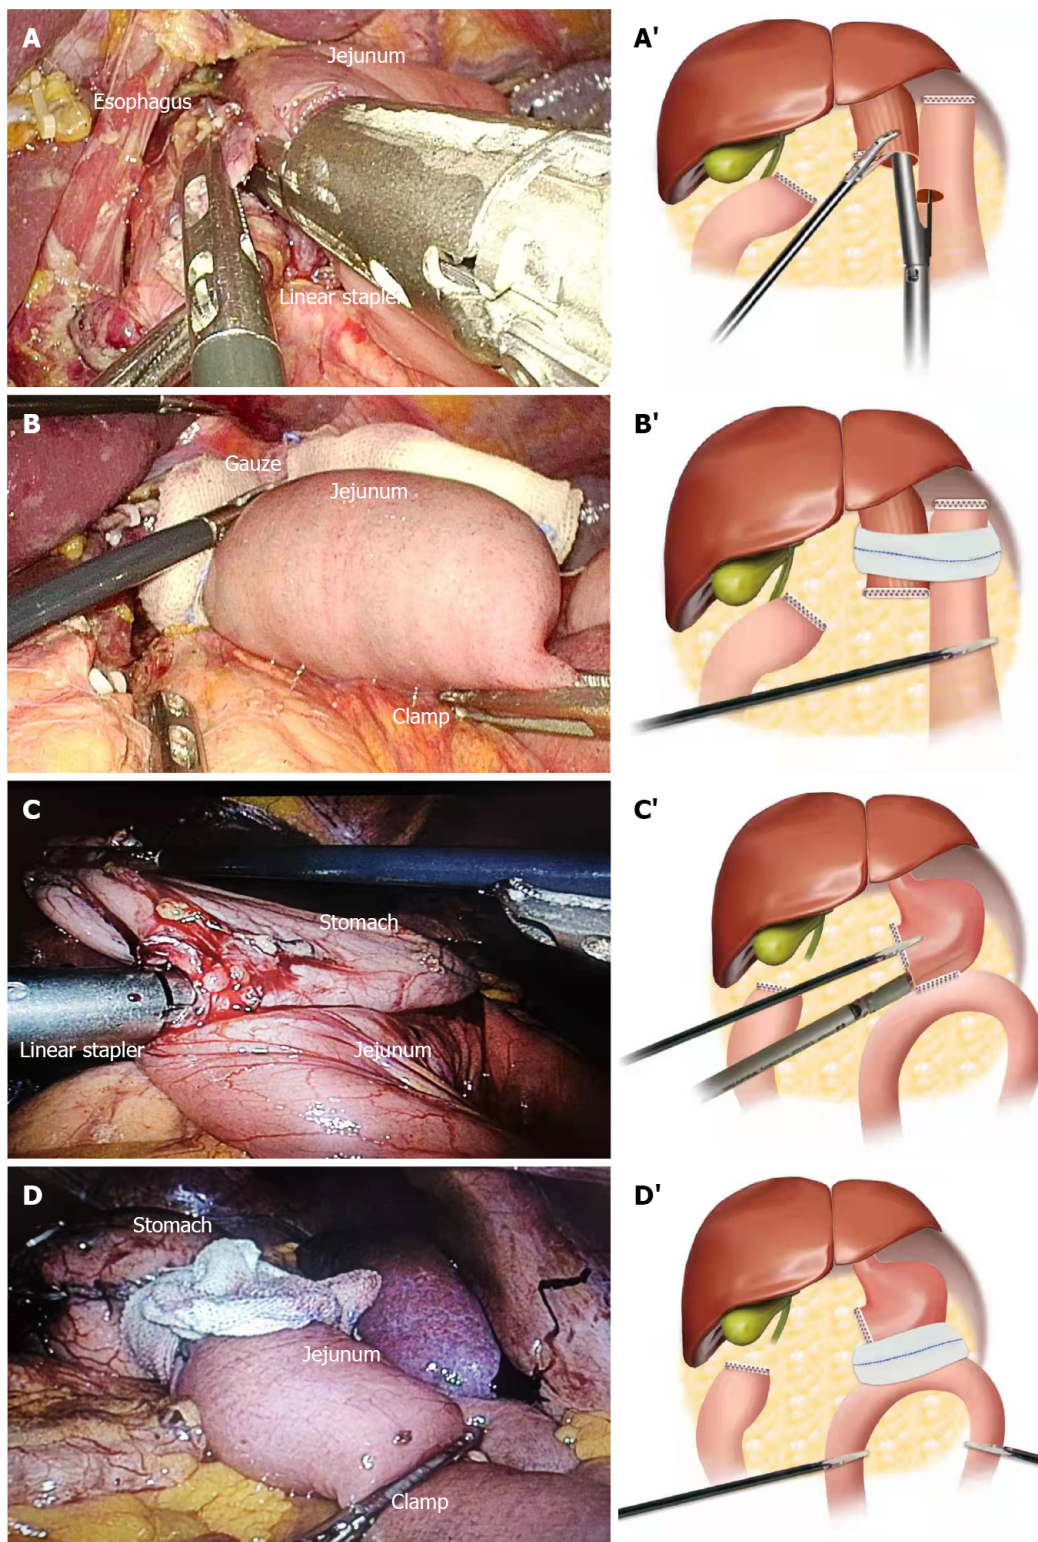 A
Jejunum
Esophagus
Linear stapler
A'
B
Gauze
Jejunum
Clamp
B'
C
Stomach
Linear stapler
Jejunum
C'
D
Stomach
Jejunum
Clamp
D'